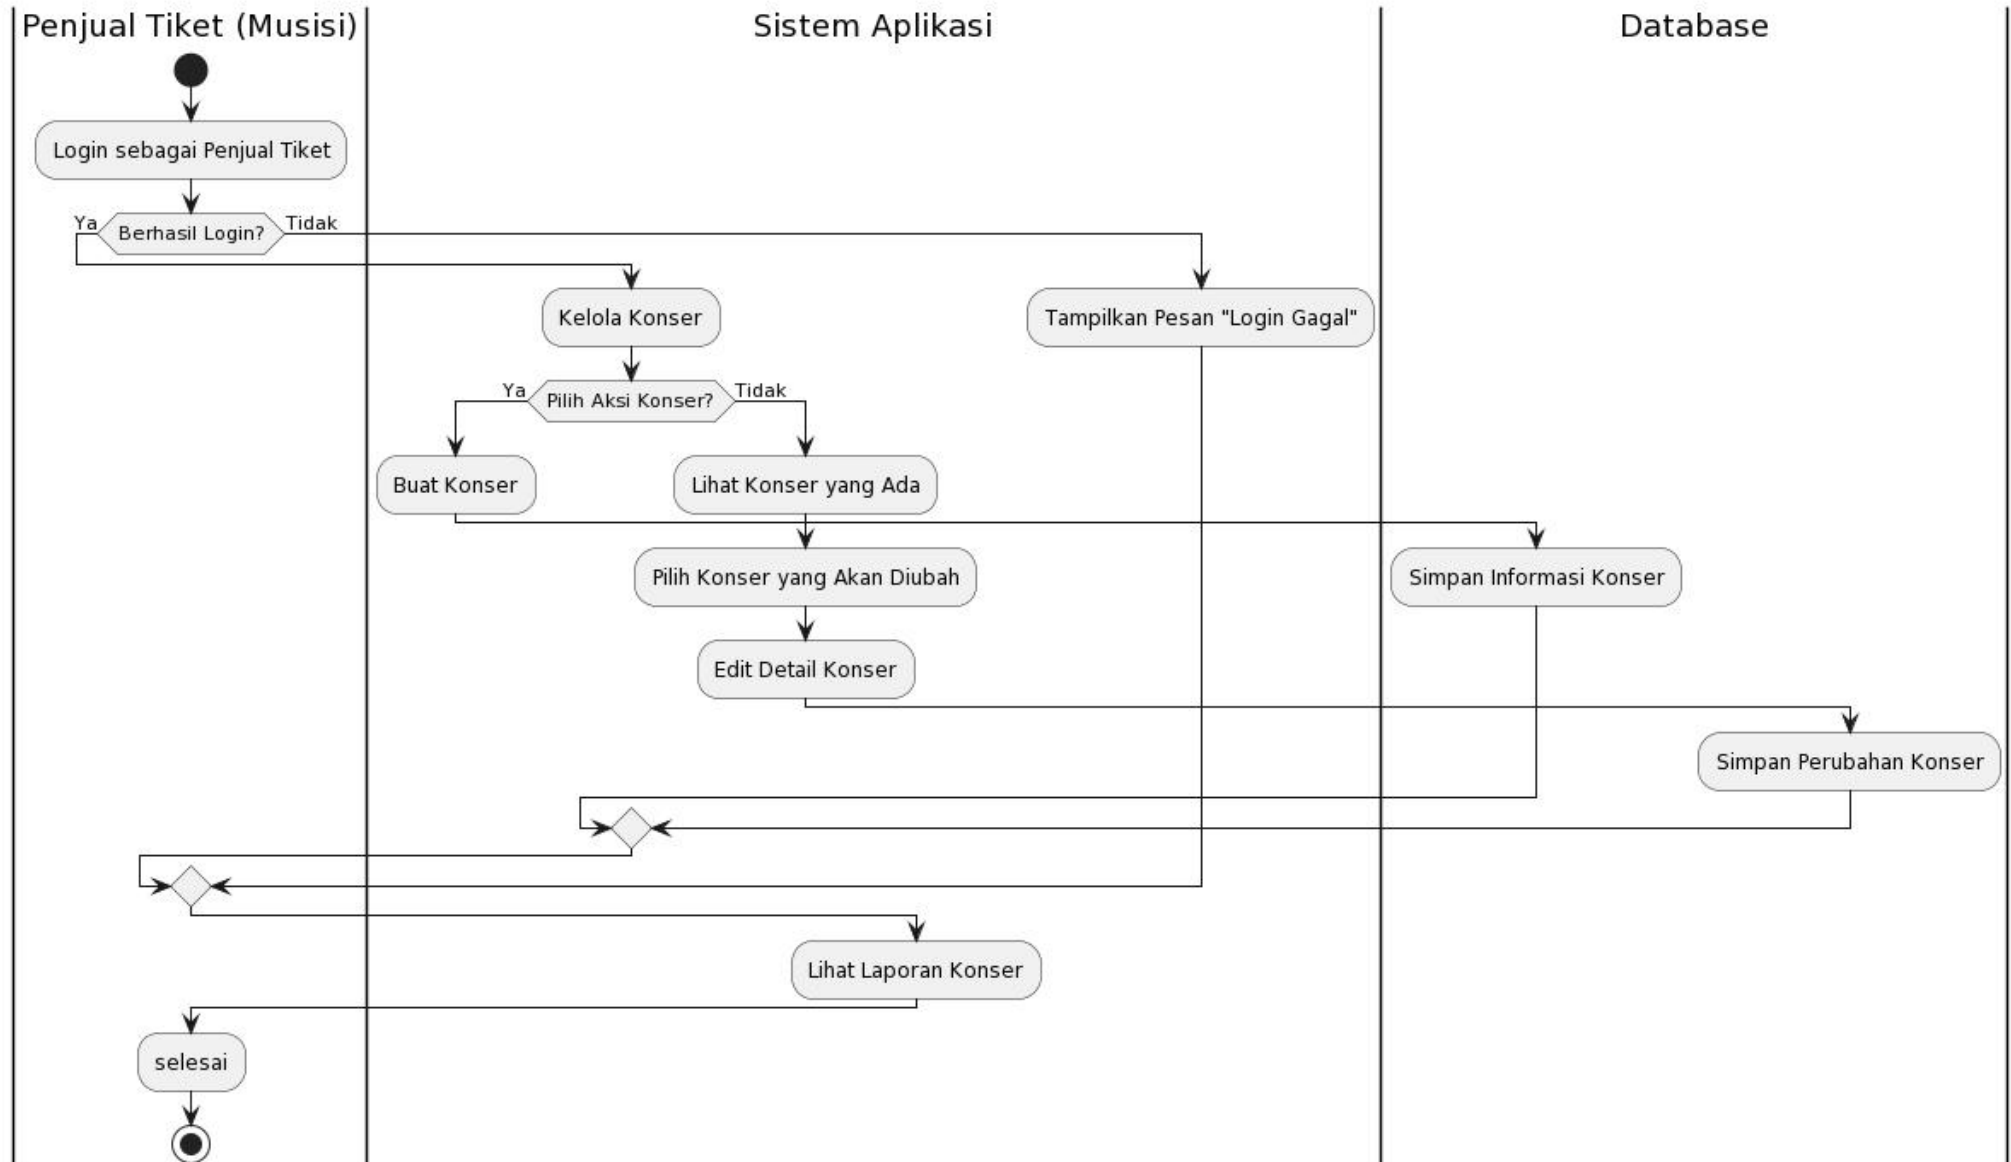 Penjual Tiket (Musisi)
Sistem Aplikasi
Database
Login sebagai Penjual Tiket
Ya
Berhasil Login?
Tidak
Kelola Konser
Tampilkan Pesan "Login Gagal"
Ya
Pilih Aksi Konser?
Tidak
Buat Konser
Lihat Konser yang Ada
Pilih Konser yang Akan Diubah
Simpan Informasi Konser
Edit Detail Konser
Simpan Perubahan Konser
Lihat Laporan Konser
selesai